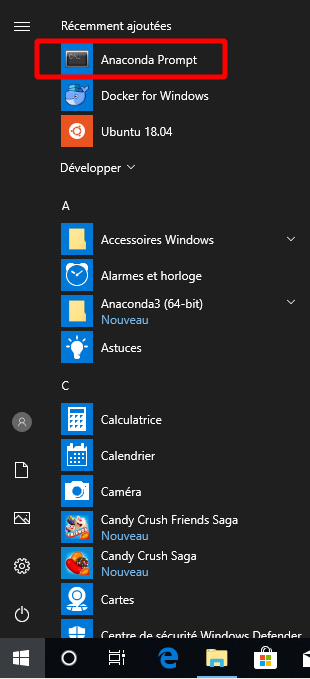 Récemment ajoutées
Anaconda Prompt
Docker for Windows
Ubuntu 18.04
Développer
A
Accessoires Windows
Alarmes et horloge
Anaconda3 (64-bit)
Nouveau
Astuces
C
Calculatrice
Calendrier
Caméra
Candy Crush Friends Saga
Nouveau
Candy Crush Saga
Nouveau
Cartes
Centre de sécurité Windows Defender